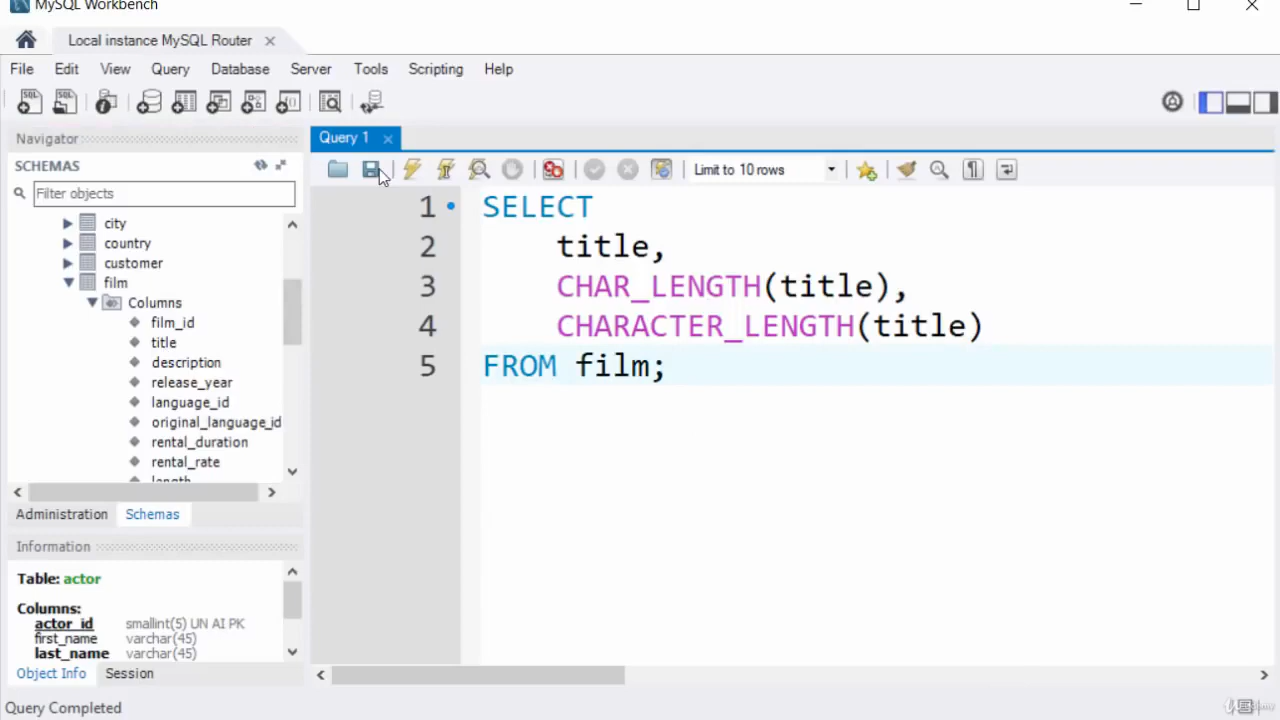 MySQL Workbench
Local instance MySQL Router
File Edit View Query Database Server Tools Scripting Help
SQL SQL
Navigator
SCHEMAS
Filter objects
city
country
customer
film
Columns
film_id
title
description
release_year
language_id
original_language_id
rental_duration
rental_rate
length
Administration Schemas
Information
Table: actor
Columns:
actor_id smallint(5) UN AI PK
first_name varchar(45)
last_name varchar(45)
Object Info Session
Query Completed
Query 1
Limit to 10 rows
1 SELECT
2 title,
3 CHAR_LENGTH(title),
4 CHARACTER_LENGTH(title)
5 FROM film;